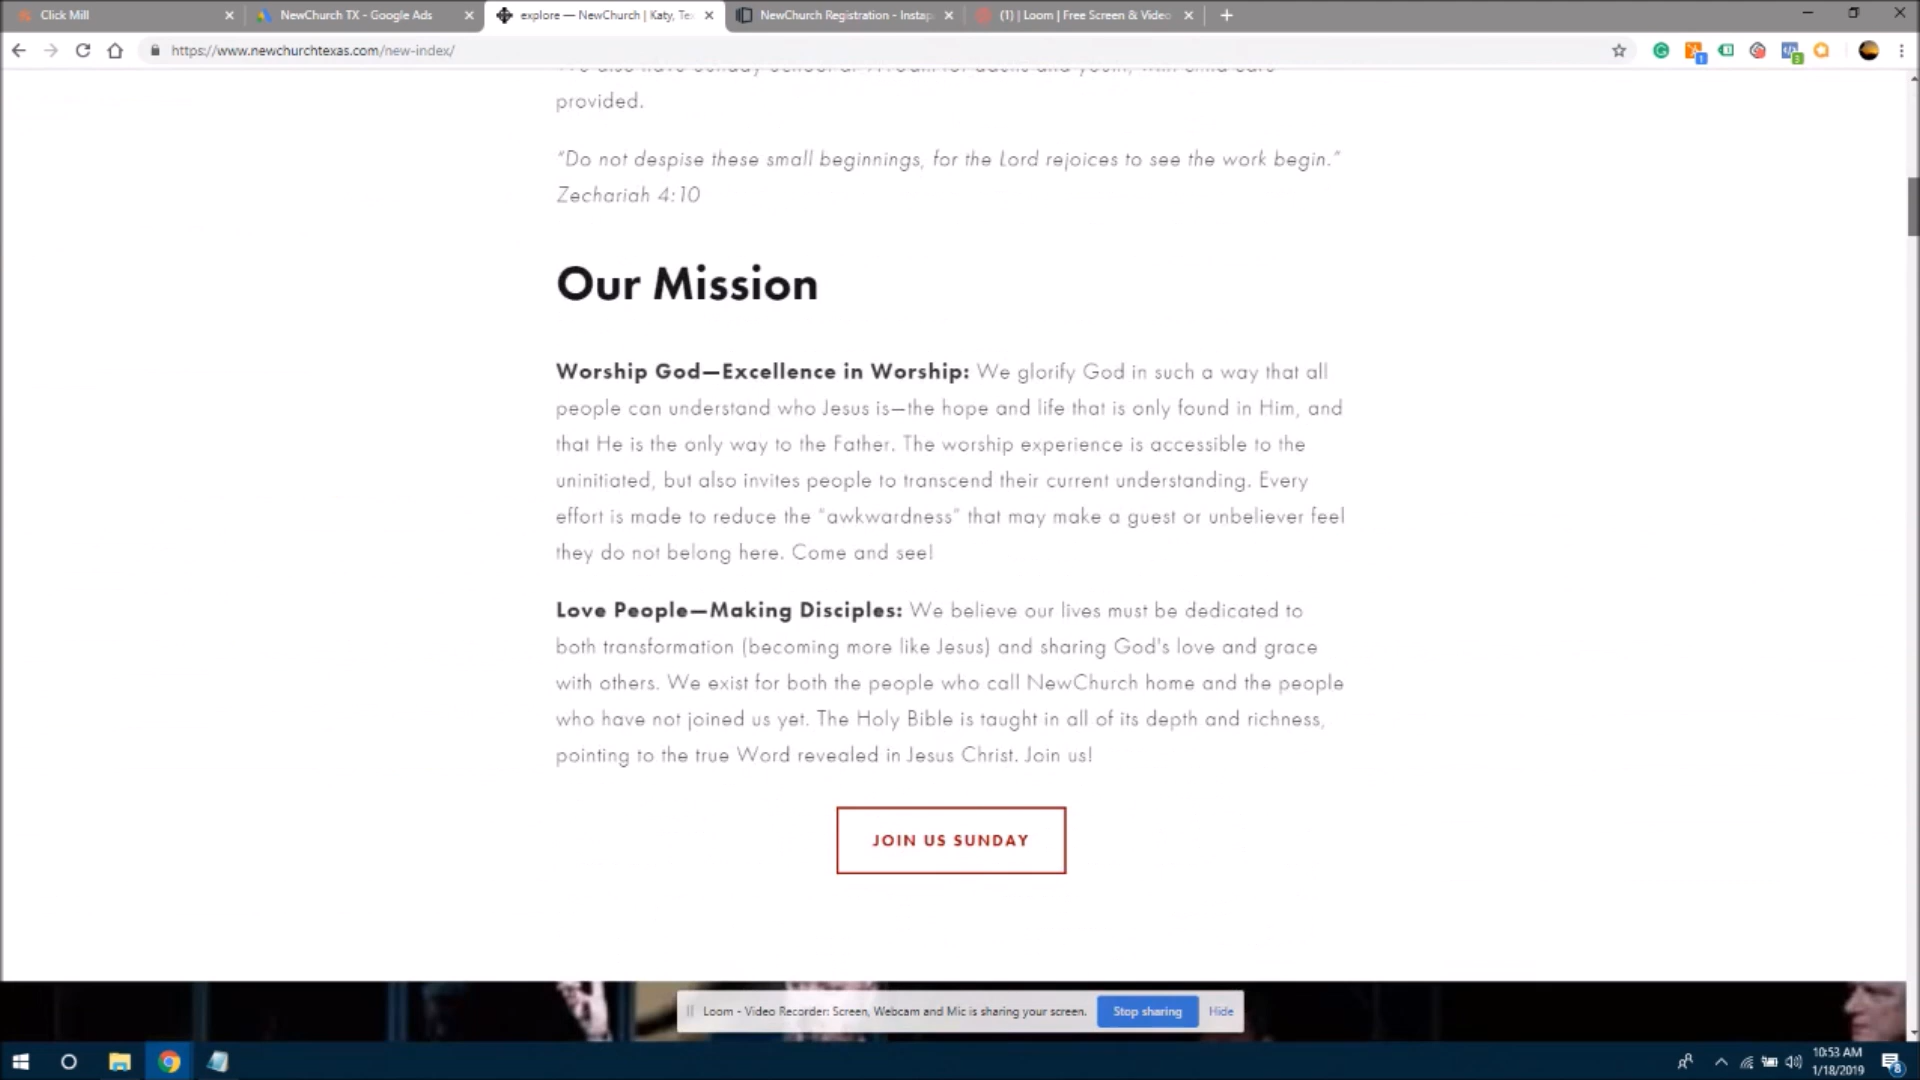 Click Mill
NewChurch TX - Google Ads
explore — NewChurch | Katy, Te
NewChurch Registration - Instap
(1) | Loom | Free Screen & Video
https://www.newchurchtexas.com/new-index/
provided.
“Do not despise these small beginnings, for the Lord rejoices to see the work begin.”
Zechariah 4:10
Our Mission
Worship God—Excellence in Worship: We glorify God in such a way that all
people can understand who Jesus is—the hope and life that is only found in Him, and
that He is the only way to the Father. The worship experience is accessible to the
uninitiated, but also invites people to transcend their current understanding. Every
effort is made to reduce the “awkwardness” that may make a guest or unbeliever feel
they do not belong here. Come and see!
Love People—Making Disciples: We believe our lives must be dedicated to
both transformation (becoming more like Jesus) and sharing God's love and grace
with others. We exist for both the people who call NewChurch home and the people
who have not joined us yet. The Holy Bible is taught in all of its depth and richness,
pointing to the true Word revealed in Jesus Christ. Join us!
JOIN US SUNDAY
Loom - Video Recorder: Screen, Webcam and Mic is sharing your screen.
Stop sharing
Hide
10:53 AM
1/18/2019